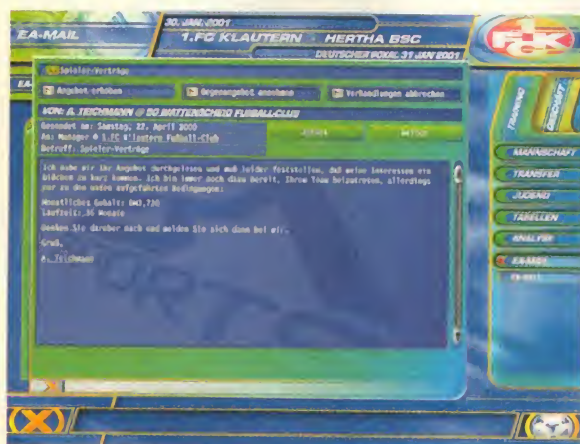 EA-MAIL
30. JAN. 2001
1.FC KLAUTERN - HERTHA BSC
DEUTSCHER POKAL 31 JAN 2001
FCK
Spieler-Verträge
Angebot erhöhen
Gegenangebot annehmen
Verhandlungen abbrechen
VON: A. TEICHMANN @ SG WATTENSCHEID FUßBALL-CLUB
Gesendet am: Samstag, 22. April 2000
An: Manager @ 1.FC K'lautern Fußball-Club
Betreff: Spieler-Verträge
Ich habe mir Ihr Angebot durchgelesen und muß leider feststellen, daß meine Interessen ein
bißchen zu kurz kommen. Ich bin immer noch dazu bereit, Ihrem Team beizutreten, allerdings
nur zu den unten aufgeführten Bedingungen:
Monatliches Gehalt:
Laufzeit: 36 Monate
Denken Sie darüber nach und melden Sie sich dann bei mir.
Gruß,
A. Teichmann
TRAINING
GESCHÄFT
MANNSCHAFT
TRANSFER
JUGEND
TABELLEN
ANALYSE
EA-MAIL